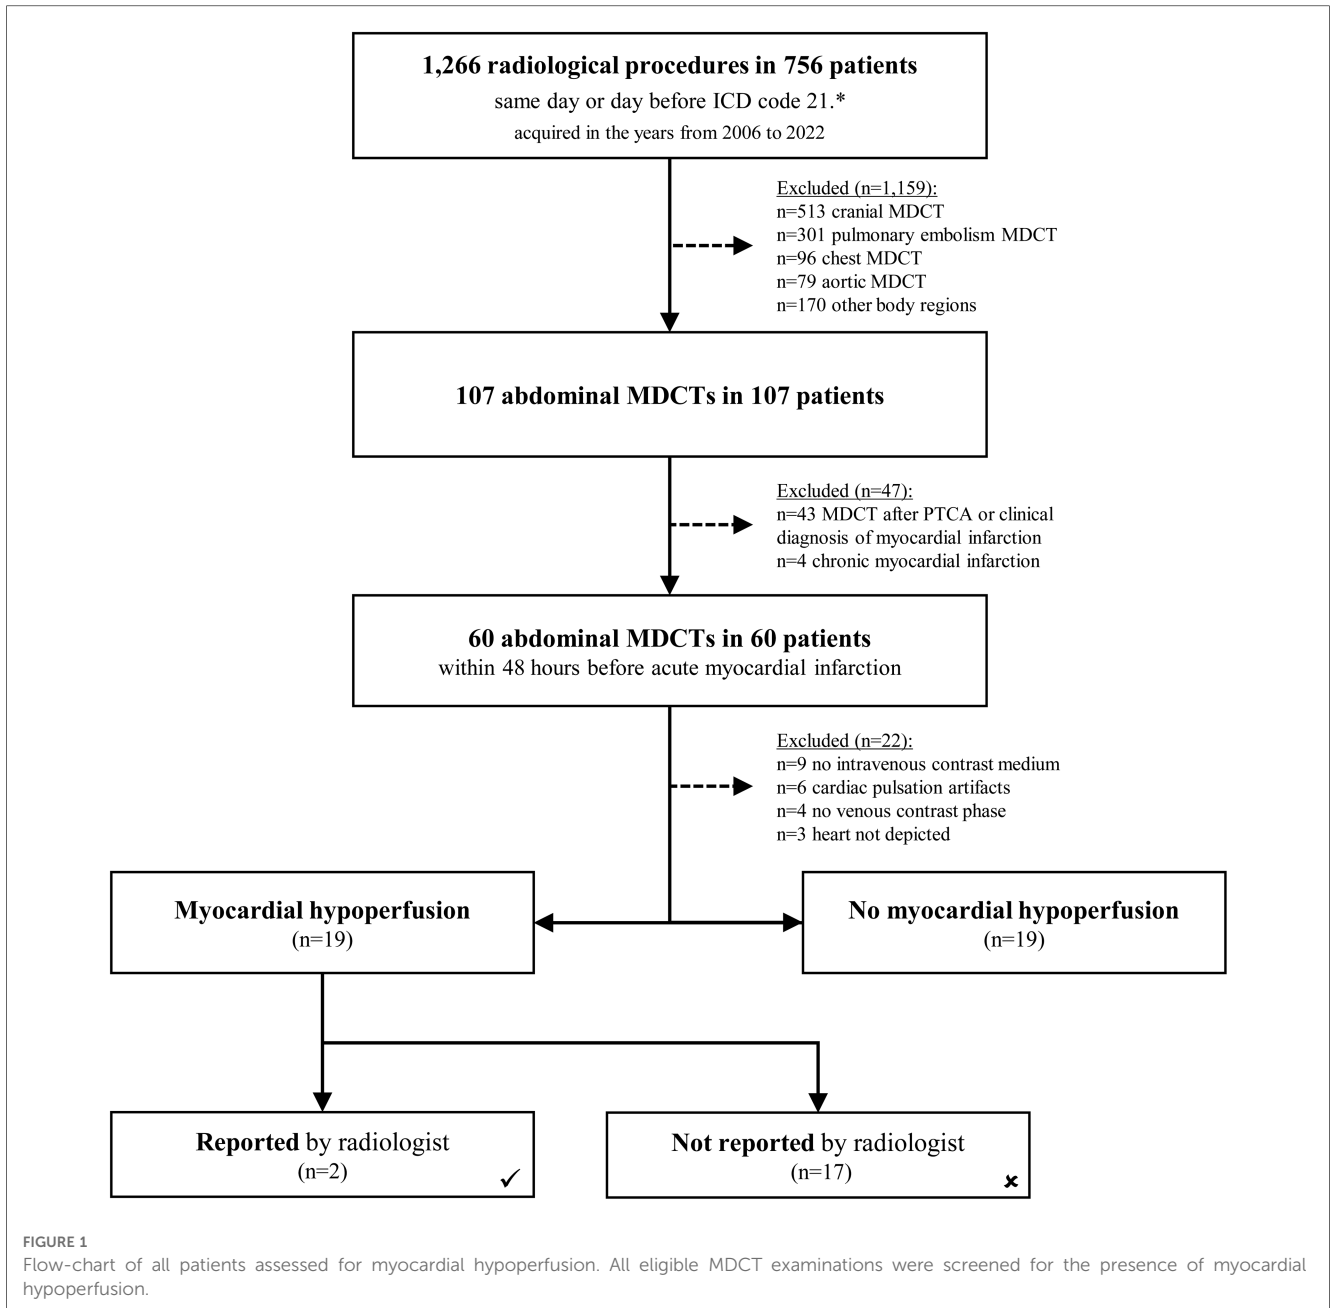 1,266 radiological procedures in 756 patients
same day or day before ICD code 21.*
acquired in the years from 2006 to 2022
Excluded (n=1,159):
n=513 cranial MDCT
n=301 pulmonary embolism MDCT
n=96 chest MDCT
n=79 aortic MDCT
n=170 other body regions
107 abdominal MDCTs in 107 patients
Excluded (n=47):
n=43 MDCT after PTCA or clinical
diagnosis of myocardial infarction
n=4 chronic myocardial infarction
60 abdominal MDCTs in 60 patients
within 48 hours before acute myocardial infarction
Excluded (n=22):
n=9 no intravenous contrast medium
n=6 cardiac pulsation artifacts
n=4 no venous contrast phase
n=3 heart not depicted
Myocardial hypoperfusion
(n=19)
No myocardial hypoperfusion
(n=19)
Reported by radiologist
(n=2)
Not reported by radiologist
(n=17)
FIGURE 1
Flow-chart of all patients assessed for myocardial hypoperfusion. All eligible MDCT examinations were screened for the presence of myocardial
hypoperfusion.